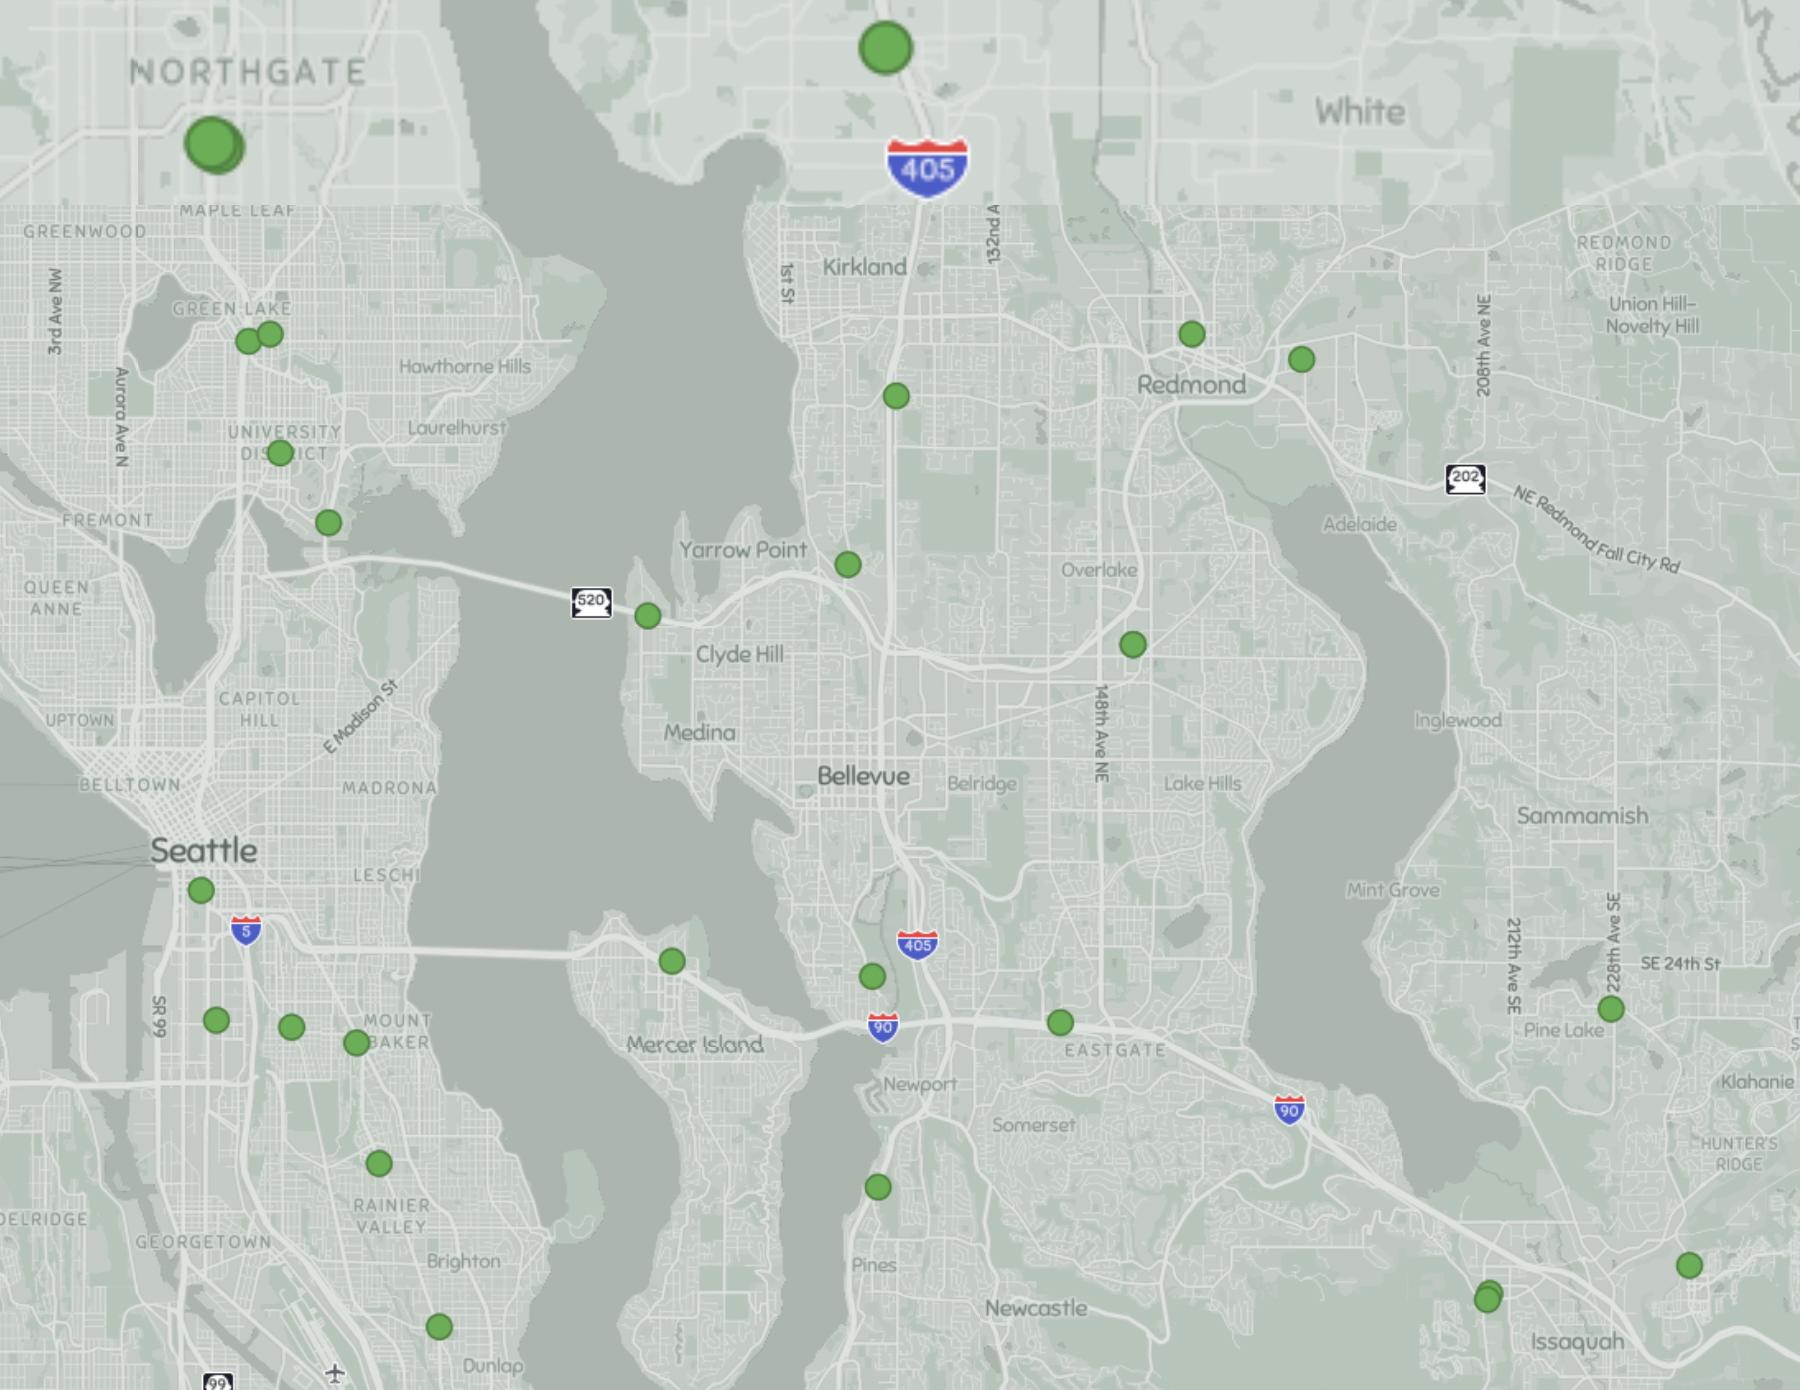 NORTHGATE
White
405
MAPLE LEAF
GREENWOOD
132nd A
REDMOND
RIDGE
Kirkland
1st St
3rd Ave NW
GREEN LAKE
208th Ave NE
Union Hill–
Novelty Hill
Hawthorne Hills
Aurora Ave N
Redmond
Laurelhurst
UNIVERSITY
DISTRICT
202
NE Redmond Fall City Rd
FREMONT
Adelaide
Yarrow Point
Overlake
QUEEN
ANNE
520
Clyde Hill
CAPITOL
HILL
E Madison St
UPTOWN
148th Ave NE
Inglewood
Medina
Bellevue
BELLTOWN
MADRONA
Belridge
Lake Hills
Sammamish
Seattle
LESCHI
Mint Grove
5
405
212th Ave SE
228th Ave SE
SE 24th St
SR 99
MOUNT
BAKER
90
Pine Lake
Mercer Island
EASTGATE
Newport
Klahanie
90
Somerset
HUNTER'S
RIDGE
RAINIER
VALLEY
DELRIDGE
GEORGETOWN
Brighton
Pines
Newcastle
Issaquah
Dunlap
99